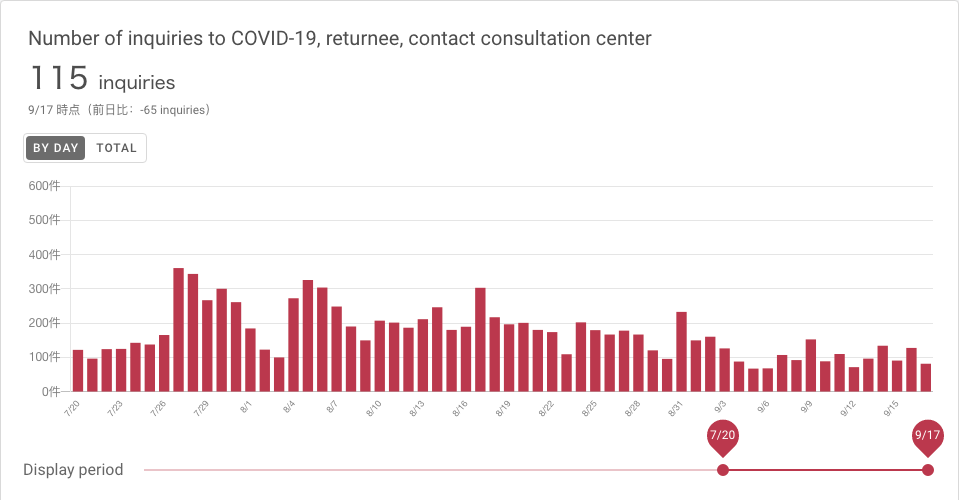 Number of inquiries to COVID-19, returnee, contact consultation center
115 inquiries
9/17 時点（前日比： -65 inquiries）
BY DAY TOTAL
600件
500件
400件
300件
200件
100件
0件
7/20 7/23 7/26 7/29 8/1 8/4 8/7 8/10 8/13 8/16 8/19 8/22 8/25 8/28 8/31 9/3 9/6 9/9 9/12 9/15
7/20 9/17
Display period